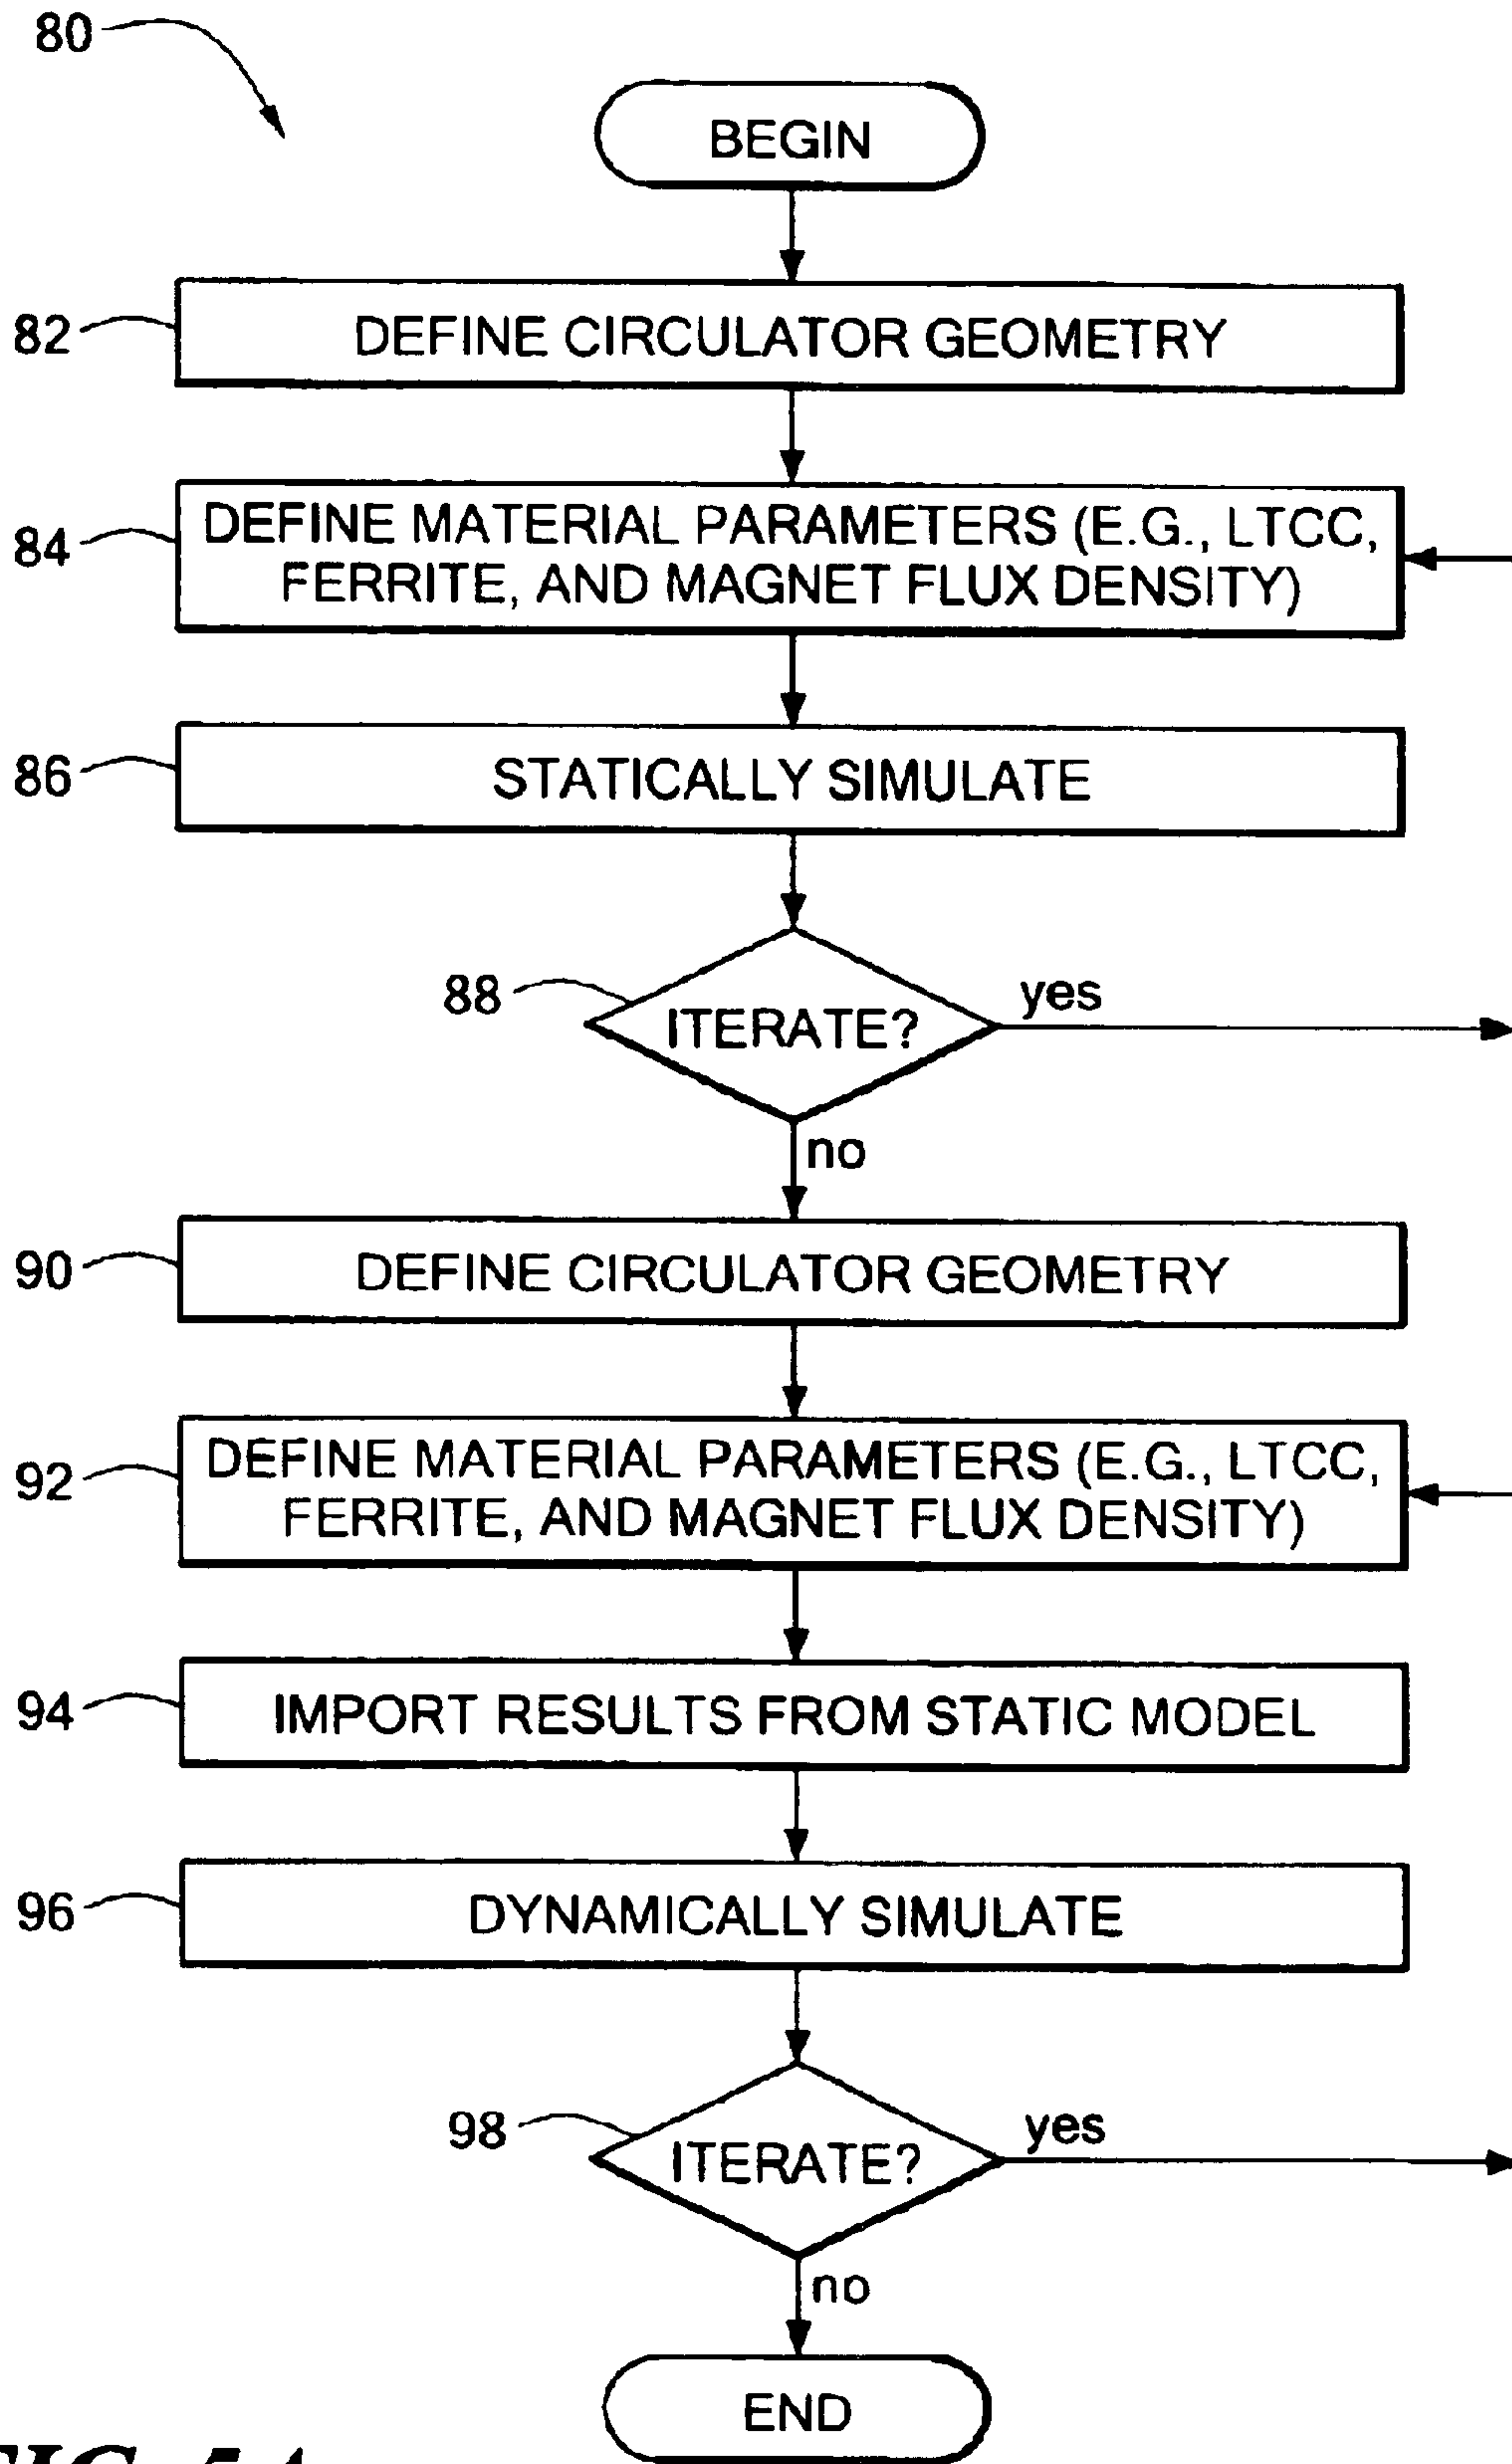 80
BEGIN
82
DEFINE CIRCULATOR GEOMETRY
84
DEFINE MATERIAL PARAMETERS (E.G., LTCC,
FERRITE, AND MAGNET FLUX DENSITY)
86
STATICALLY SIMULATE
88
ITERATE?
yes
no
90
DEFINE CIRCULATOR GEOMETRY
92
DEFINE MATERIAL PARAMETERS (E.G., LTCC,
FERRITE, AND MAGNET FLUX DENSITY)
94
IMPORT RESULTS FROM STATIC MODEL
96
DYNAMICALLY SIMULATE
98
ITERATE?
yes
no
END